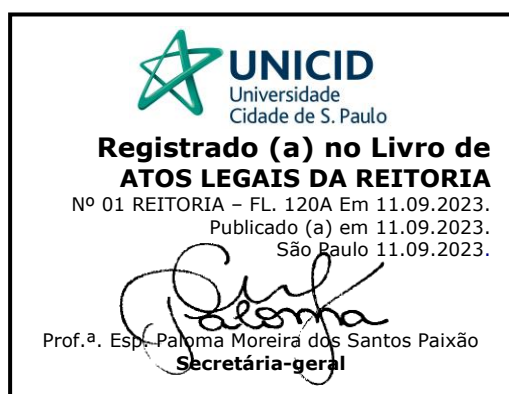 UNICID
Universidade
Cidade de S. Paulo
Registrado (a) no Livro de
ATOS LEGAIS DA REITORIA
Nº 01 REITORIA – FL. 120A Em 11.09.2023.
Publicado (a) em 11.09.2023.
São Paulo 11.09.2023.
Paloma
Prof.ª. Esp. Paloma Moreira dos Santos Paixão
Secretária-geral